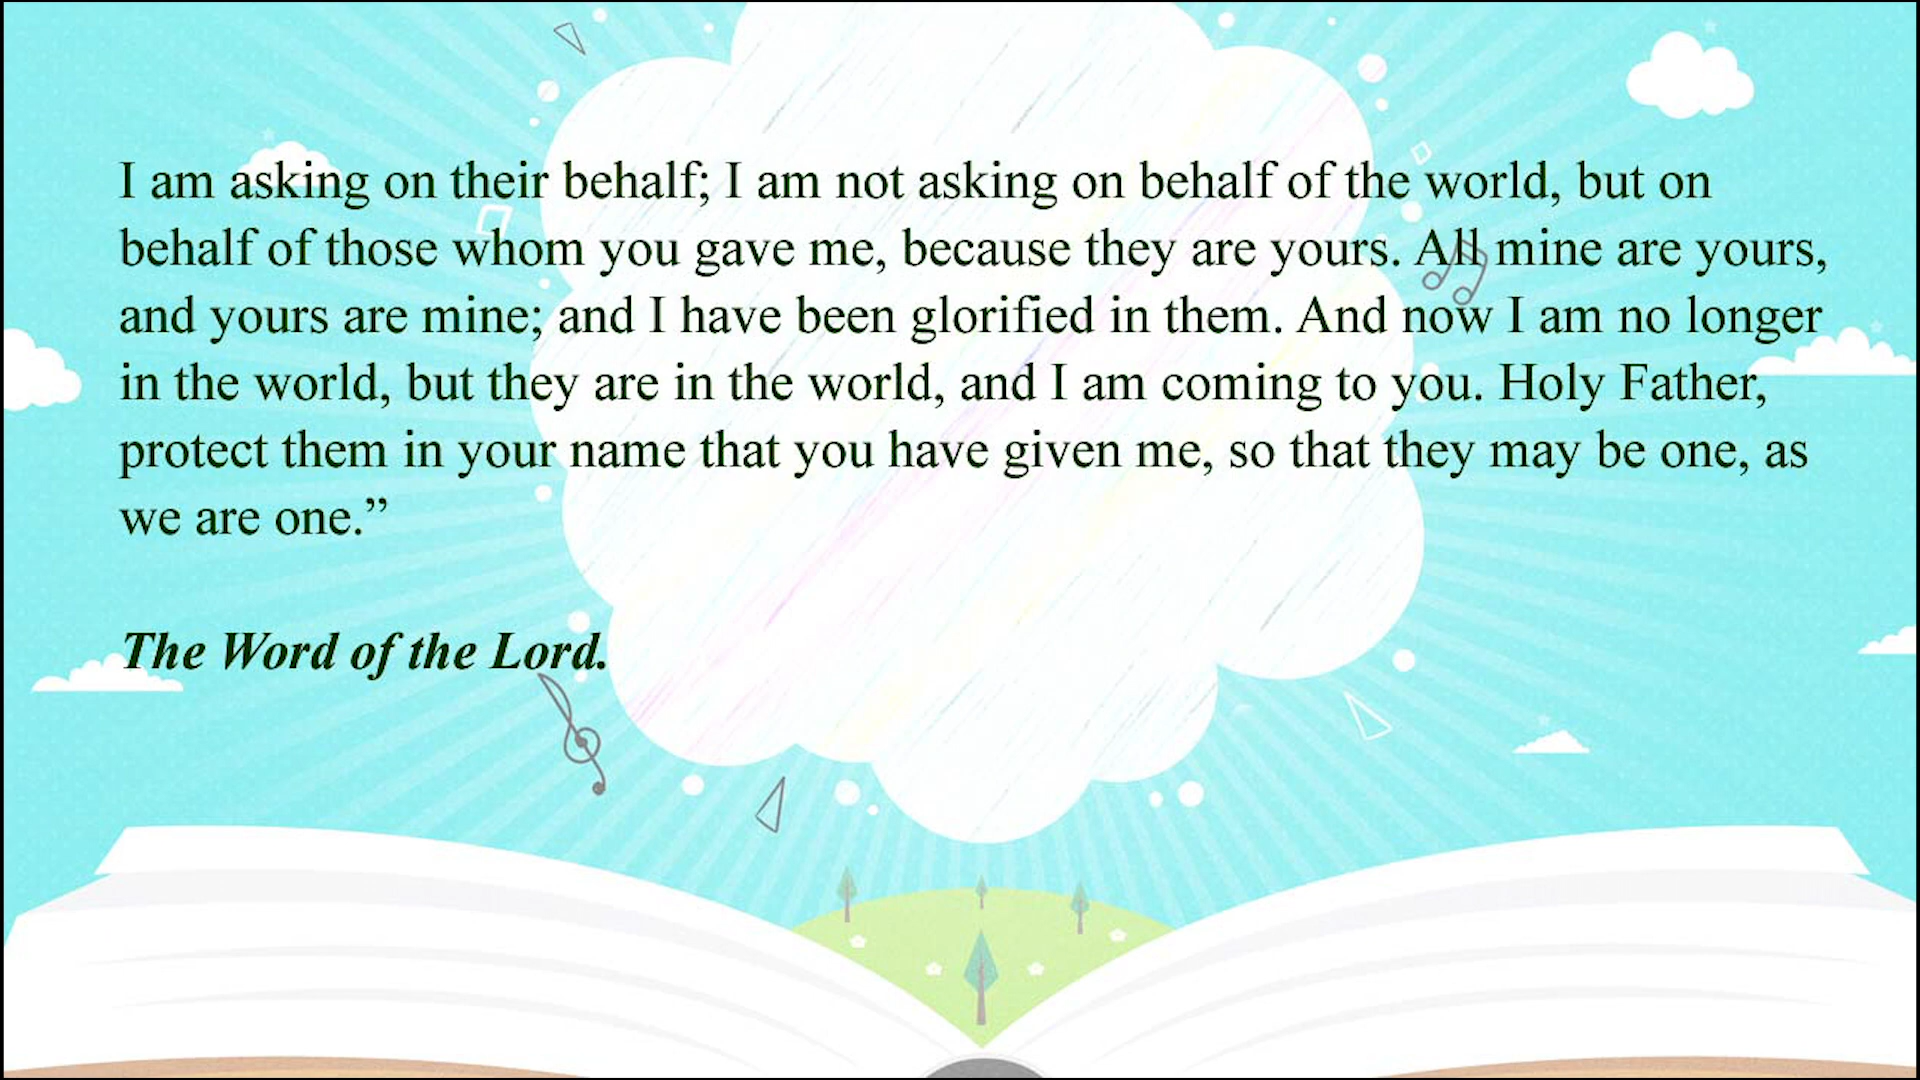 I am asking on their behalf; I am not asking on behalf of the world, but on
behalf of those whom you gave me, because they are yours. All mine are yours,
and yours are mine; and I have been glorified in them. And now I am no longer
in the world, but they are in the world, and I am coming to you. Holy Father,
protect them in your name that you have given me, so that they may be one, as
we are one.”
The Word of the Lord.